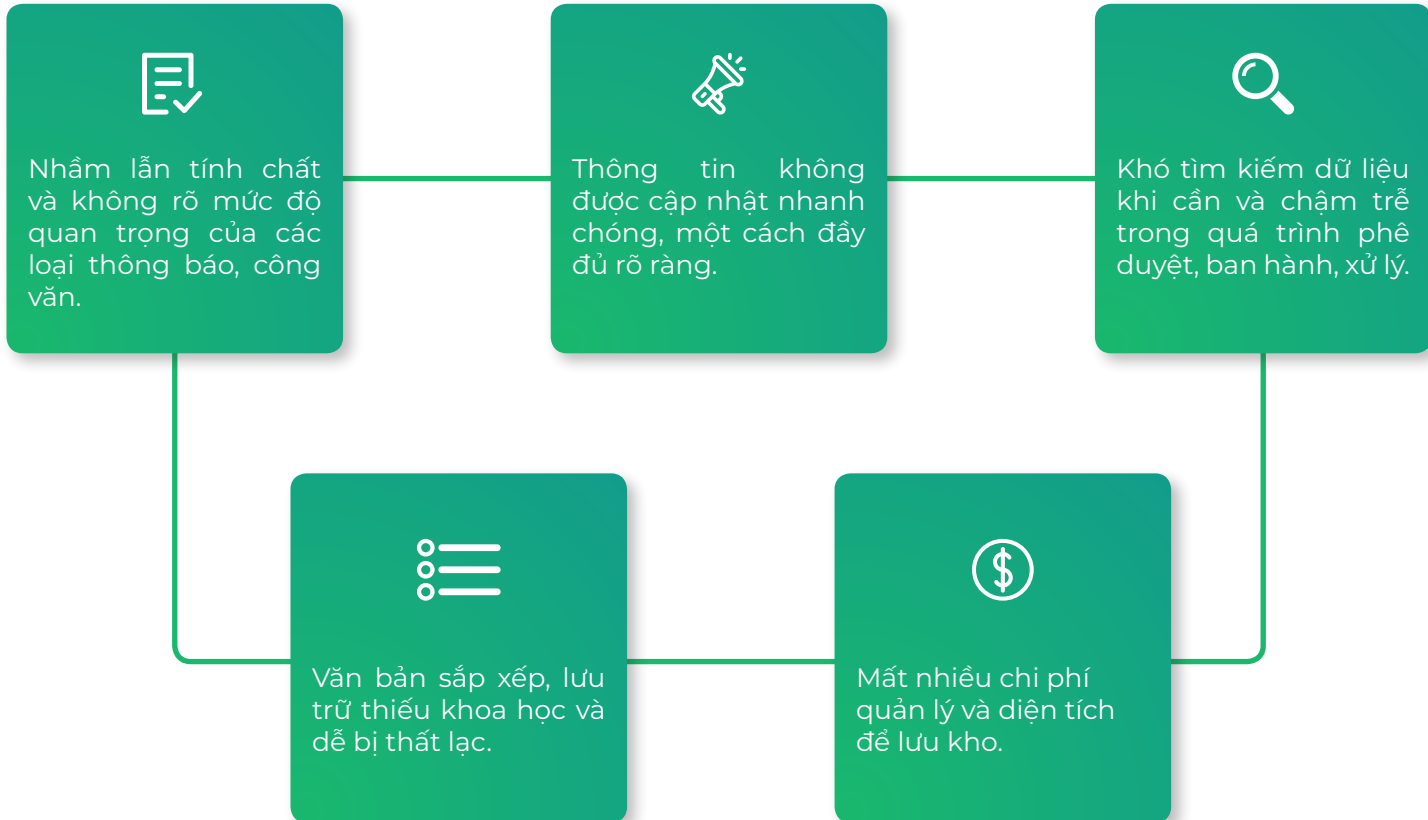 Nhầm lẫn tính chất
và không rõ mức độ
quan trọng của các
loại thông báo, công
văn.
Thông tin không
được cập nhật nhanh
chóng, một cách đầy
đủ rõ ràng.
Khó tìm kiếm dữ liệu
khi cần và chậm trễ
trong quá trình phê
duyệt, ban hành, xử lý.
Văn bản sắp xếp, lưu
trữ thiếu khoa học và
dễ bị thất lạc.
Mất nhiều chi phí
quản lý và diện tích
để lưu kho.